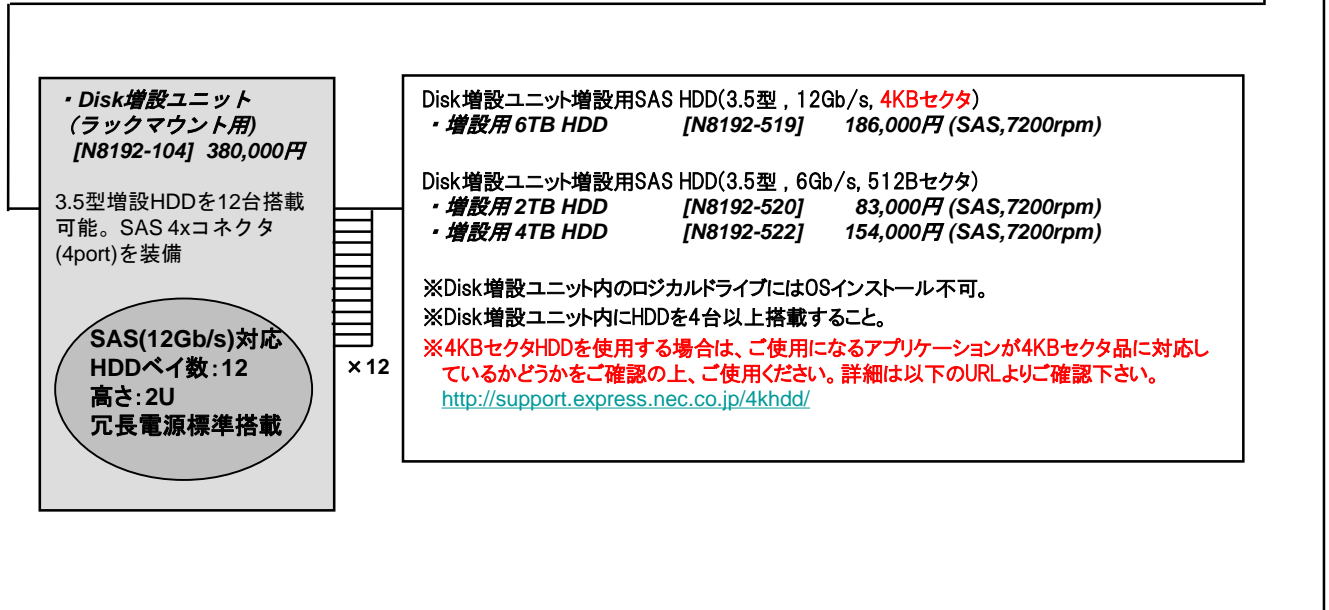 ・Disk増設ユニット
(ラックマウント用)
[N8192-104] 380,000円
3.5型増設HDDを12台搭載
可能。SAS 4xコネクタ
(4port)を装備
SAS(12Gb/s)対応
HDDベイ数：12
高さ：2U
冗長電源標準搭載
×12
Disk増設ユニット増設用SAS HDD(3.5型 , 12Gb/s, 4KBセクタ)
・増設用 6TB HDD [N8192-519] 186,000円 (SAS,7200rpm)
Disk増設ユニット増設用SAS HDD(3.5型 , 6Gb/s, 512Bセクタ)
・増設用 2TB HDD [N8192-520] 83,000円 (SAS,7200rpm)
・増設用 4TB HDD [N8192-522] 154,000円 (SAS,7200rpm)
※Disk増設ユニット内のロジカルドライブにはOSインストール不可。
※Disk増設ユニット内にHDDを4台以上搭載すること。
※4KBセクタHDDを使用する場合は、ご使用になるアプリケーションが4KBセクタ品に対応し
ているかどうかをご確認の上、ご使用ください。詳細は以下のURLよりご確認下さい。
http://support.express.nec.co.jp/4khdd/